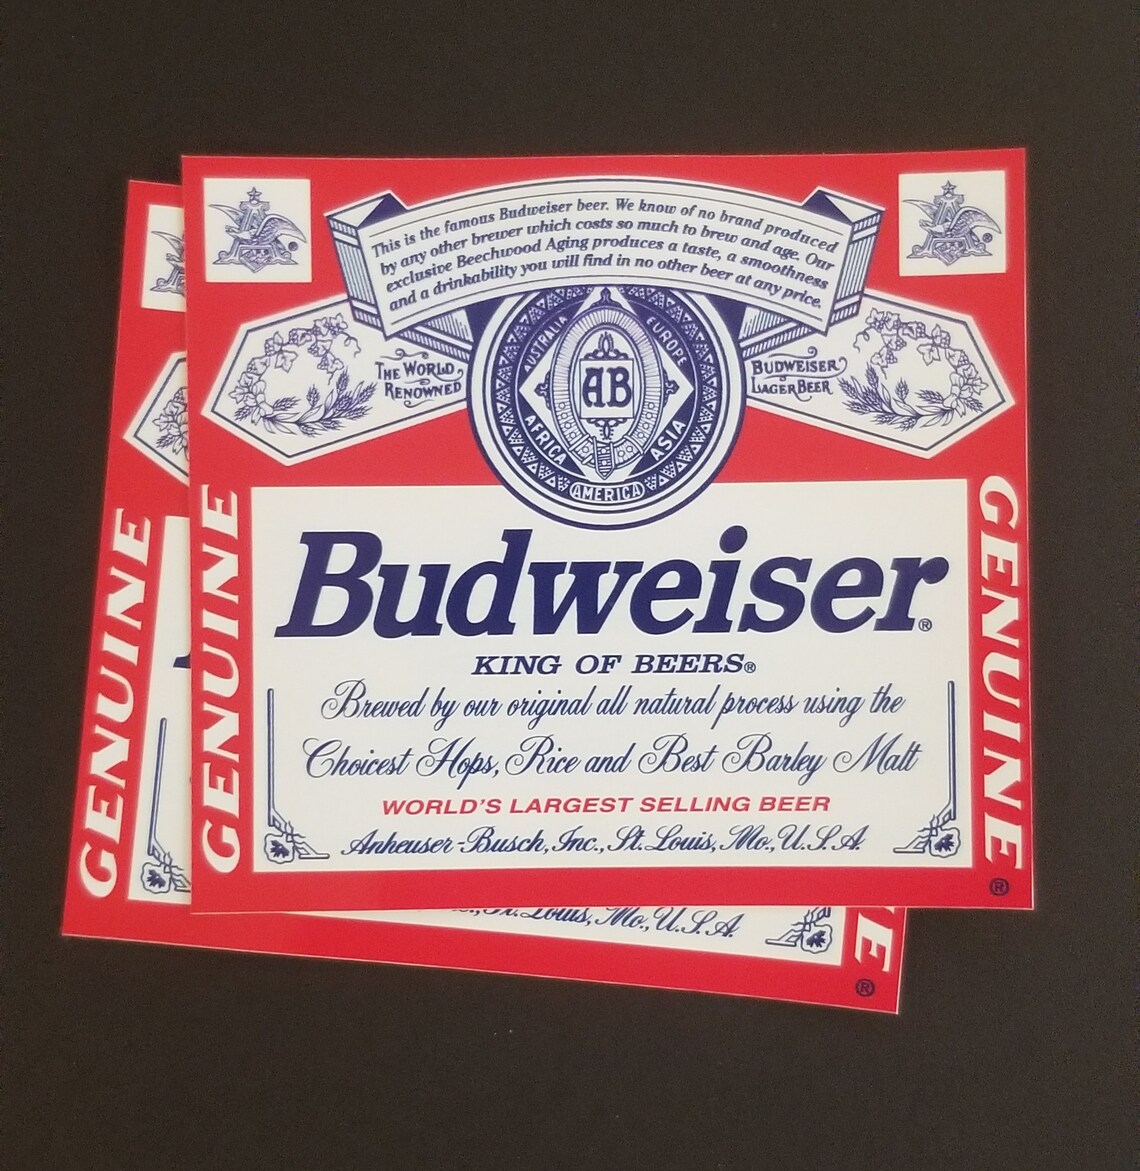 This is the famous Budweiser beer. We know of no brand produced
by any other brewer which costs so much to brew and age. Our
exclusive Beechwood Aging produces a taste, a smoothness
and a drinkability you will find in no other beer at any price.
THE WORLD
RENOWNED
BUDWEISER
LAGER BEER
AUSTRALIA
EUROPE
AB
AFRICA
ASIA
AMERICA
GENUINE
GENUINE
GENUINE
Budweiser®
KING OF BEERS®
Brewed by our original all natural process using the
Choicest Hops, Rice and Best Barley Malt
WORLD'S LARGEST SELLING BEER
Anheuser-Busch, Inc., St. Louis, Mo., U.S.A.
®
St. Louis, Mo., U.S.A.
NE
®